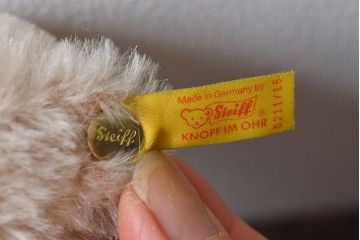 Steiff
Made in Germany by
Steiff
KNOPF IM OHR®
0211/15